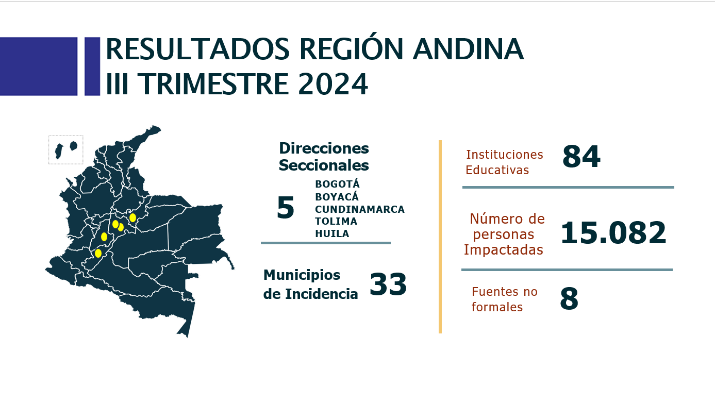 RESULTADOS REGIÓN ANDINA
III TRIMESTRE 2024
Direcciones
Seccionales
5
BOGOTÁ
BOYACÁ
CUNDINAMARCA
TOLIMA
HUILA
Municipios
de Incidencia
33
Instituciones
Educativas
84
Número de
personas
Impactadas
15.082
Fuentes no
formales
8